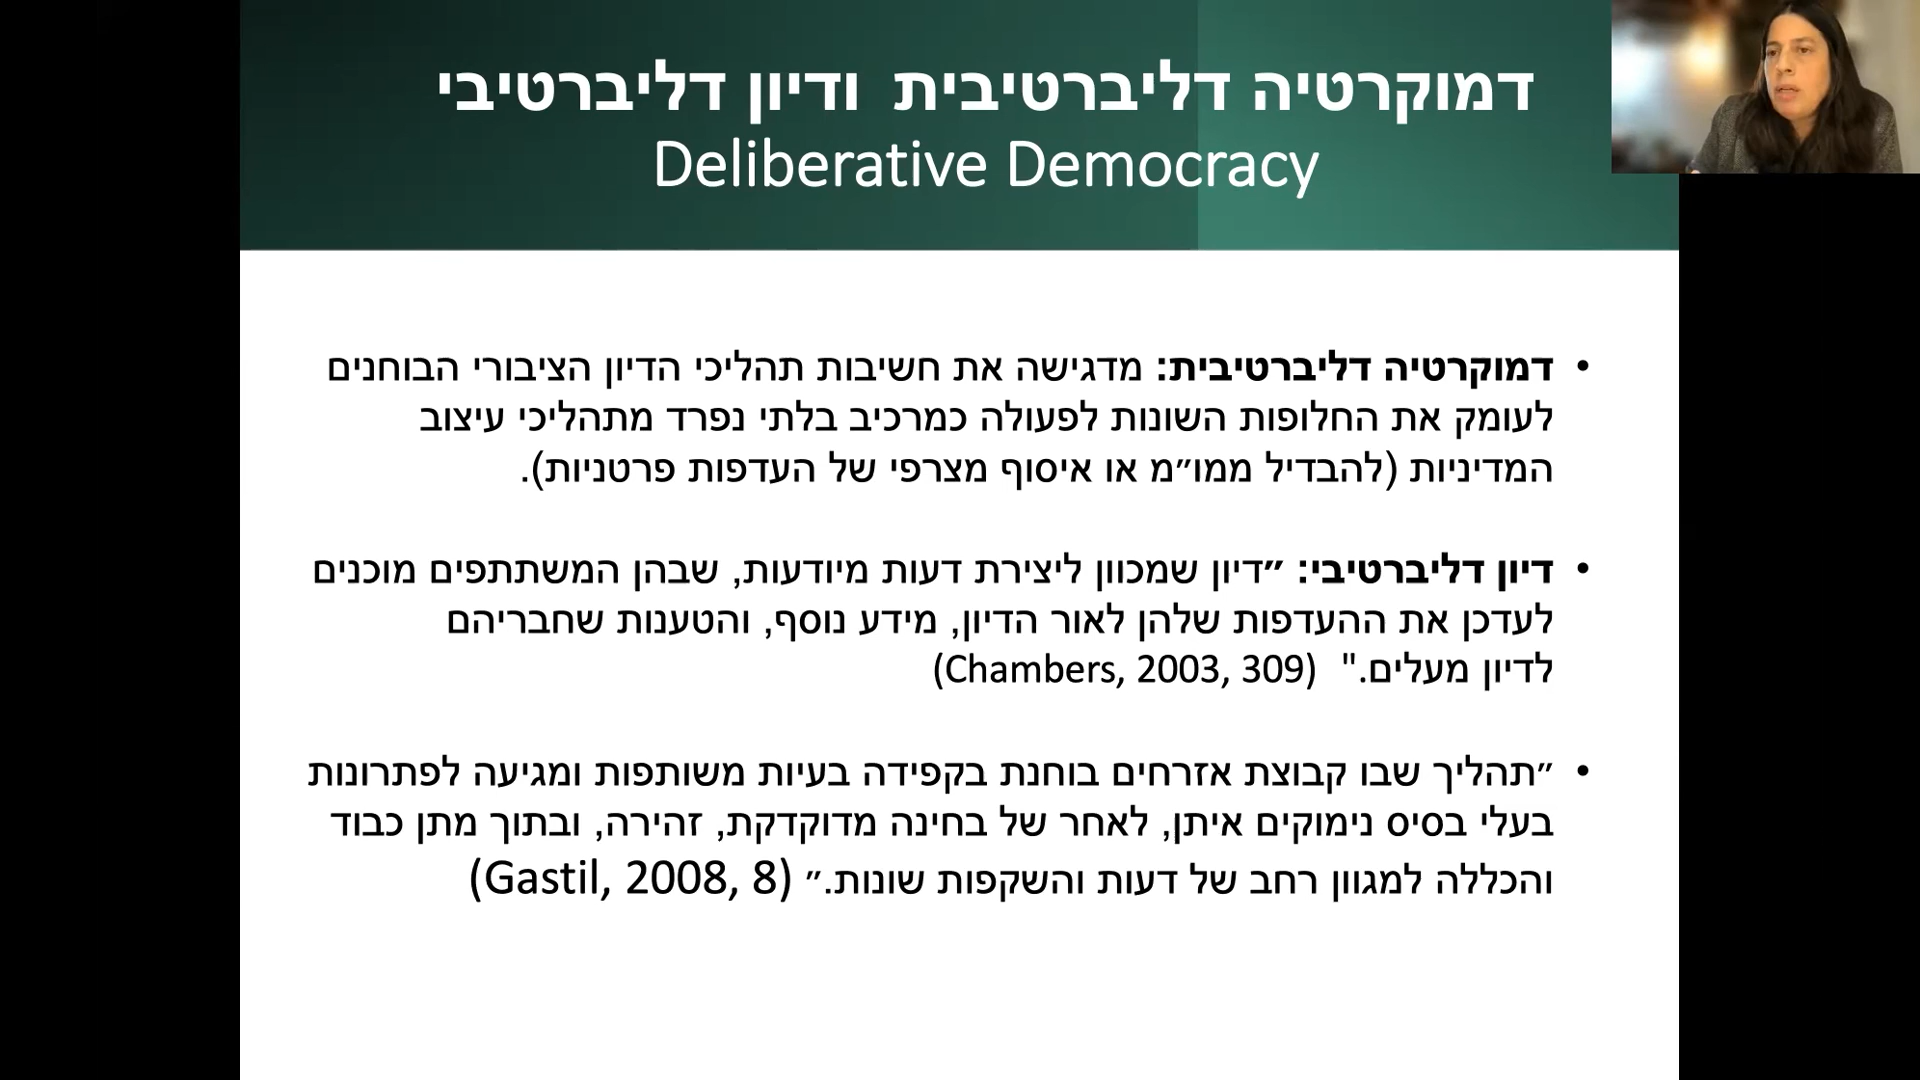 דמוקרטיה דליברטיבית ודיון דליברטיבי
Deliberative Democracy
• דמוקרטיה דליברטיבית: מדגישה את חשיבות תהליכי הדיון הציבורי הבוחנים
לעומק את החלופות השונות לפעולה כמרכיב בלתי נפרד מתהליכי עיצוב
המדיניות (להבדיל ממו״מ או איסוף מצרפי של העדפות פרטניות).
• דיון דליברטיבי: ״דיון שמכוון ליצירת דעות מיודעות, שבהן המשתתפים מוכנים
לעדכן את ההעדפות שלהן לאור הדיון, מידע נוסף, והטענות שחבריהם
לדיון מעלים." (Chambers, 2003, 309)
• ״תהליך שבו קבוצת אזרחים בוחנת בקפידה בעיות משותפות ומגיעה לפתרונות
בעלי בסיס נימוקים איתן, לאחר של בחינה מדוקדקת, זהירה, ובתוך מתן כבוד
והכללה למגוון רחב של דעות והשקפות שונות.״ (Gastil, 2008, 8)